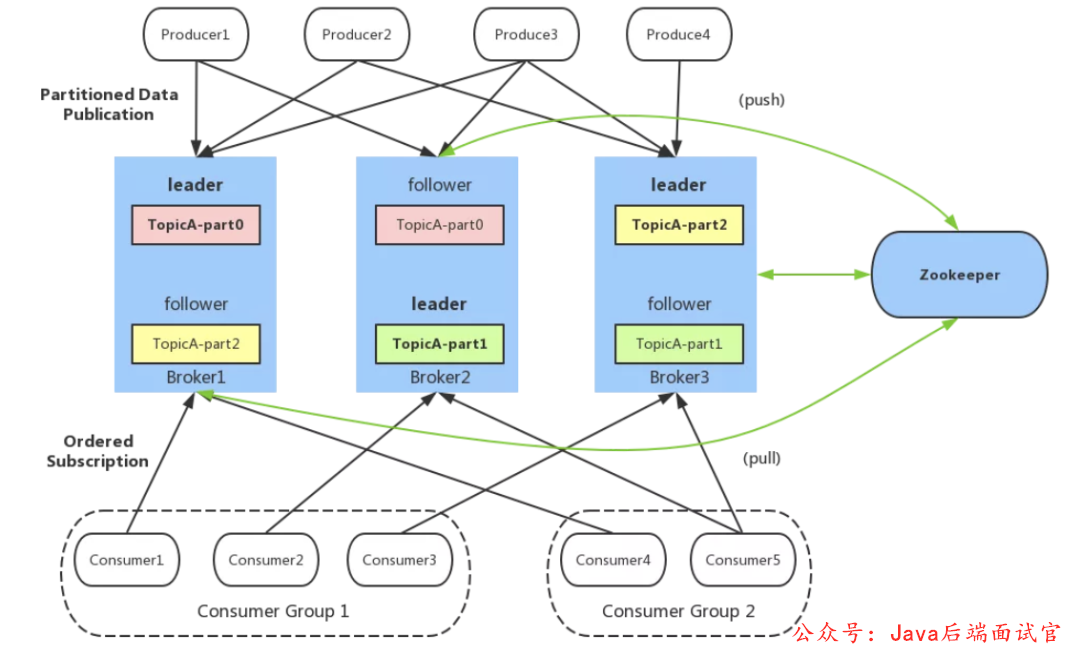 Producer1
Producer2
Produce3
Produce4
Partitioned Data
Publication
(push)
leader
TopicA-part0
follower
TopicA-part2
Broker1
follower
TopicA-part0
leader
TopicA-part1
Broker2
leader
TopicA-part2
follower
TopicA-part1
Broker3
Zookeeper
Ordered
Subscription
(pull)
Consumer1
Consumer2
Consumer3
Consumer Group 1
Consumer4
Consumer5
Consumer Group 2
公众号：Java后端面试官